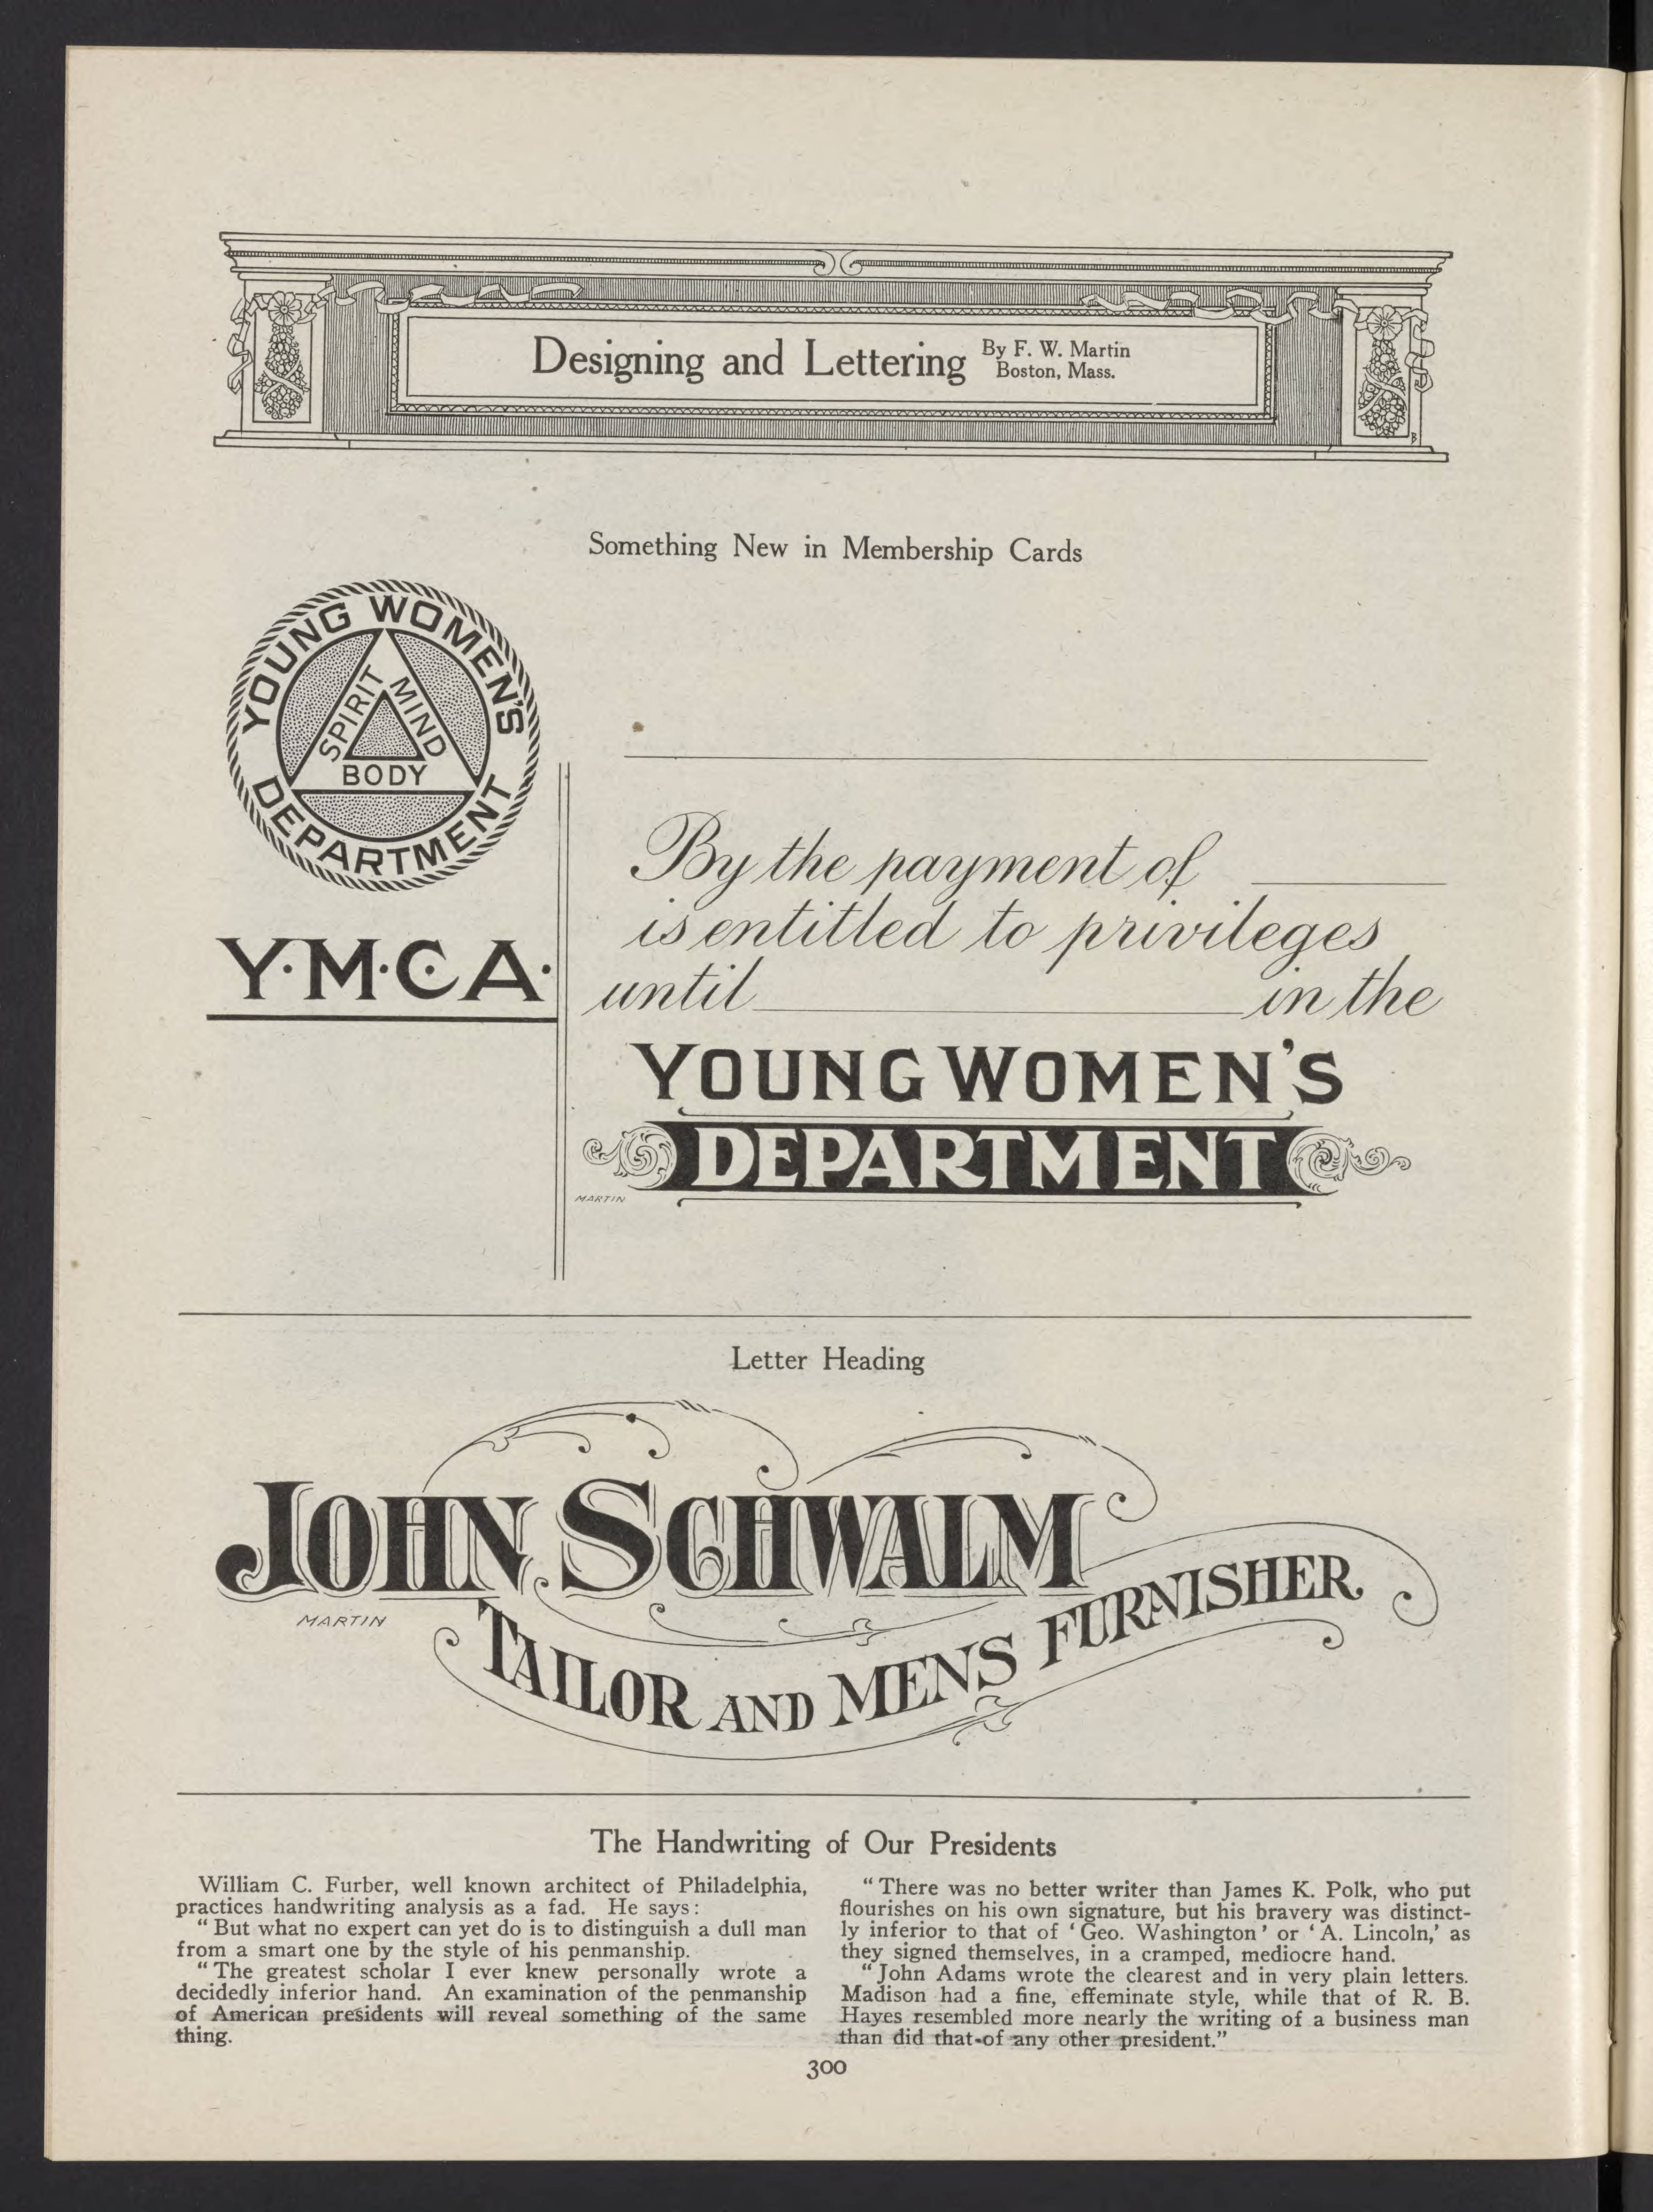 Designing and Lettering By F. W. Martin
Boston, Mass.
B
Something New in Membership Cards
YOUNG WOMEN'S
SPIRIT MIND
BODY
DEPARTMENT
Y·M·C·A·
By the payment of
is entitled to privileges
until in the
YOUNG WOMEN'S
DEPARTMENT
MARTIN
Letter Heading
JOHN SCHWALM
MARTIN
TAILOR AND MENS FURNISHER.
The Handwriting of Our Presidents
William C. Furber, well known architect of Philadelphia,
practices handwriting analysis as a fad. He says:
"But what no expert can yet do is to distinguish a dull man
from a smart one by the style of his penmanship.
"The greatest scholar I ever knew personally wrote a
decidedly inferior hand. An examination of the penmanship
of American presidents will reveal something of the same
thing.
"There was no better writer than James K. Polk, who put
flourishes on his own signature, but his bravery was distinct-
ly inferior to that of 'Geo. Washington' or 'A. Lincoln,' as
they signed themselves, in a cramped, mediocre hand.
"John Adams wrote the clearest and in very plain letters.
Madison had a fine, effeminate style, while that of R. B.
Hayes resembled more nearly the writing of a business man
than did that of any other president."
300